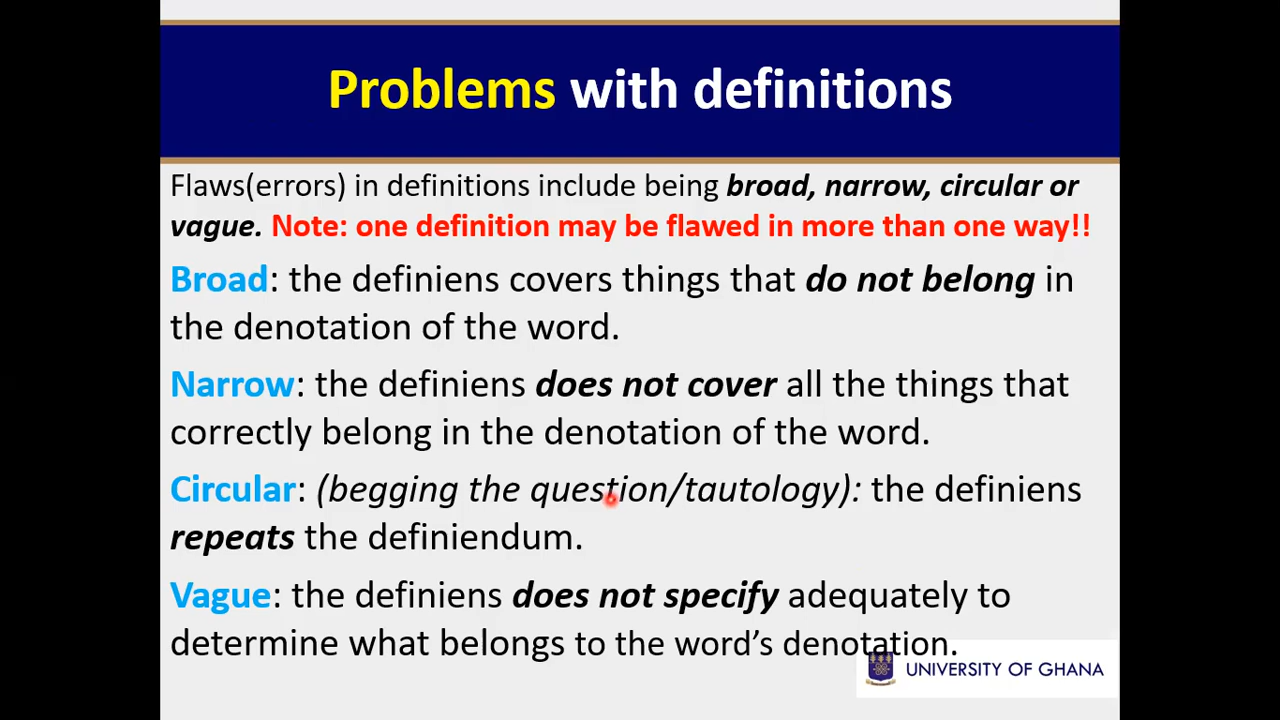 Problems with definitions
Flaws(errors) in definitions include being broad, narrow, circular or
vague. Note: one definition may be flawed in more than one way!!
Broad: the definiens covers things that do not belong in
the denotation of the word.
Narrow: the definiens does not cover all the things that
correctly belong in the denotation of the word.
Circular: (begging the question/tautology): the definiens
repeats the definiendum.
Vague: the definiens does not specify adequately to
determine what belongs to the word’s denotation.
UNIVERSITY OF GHANA